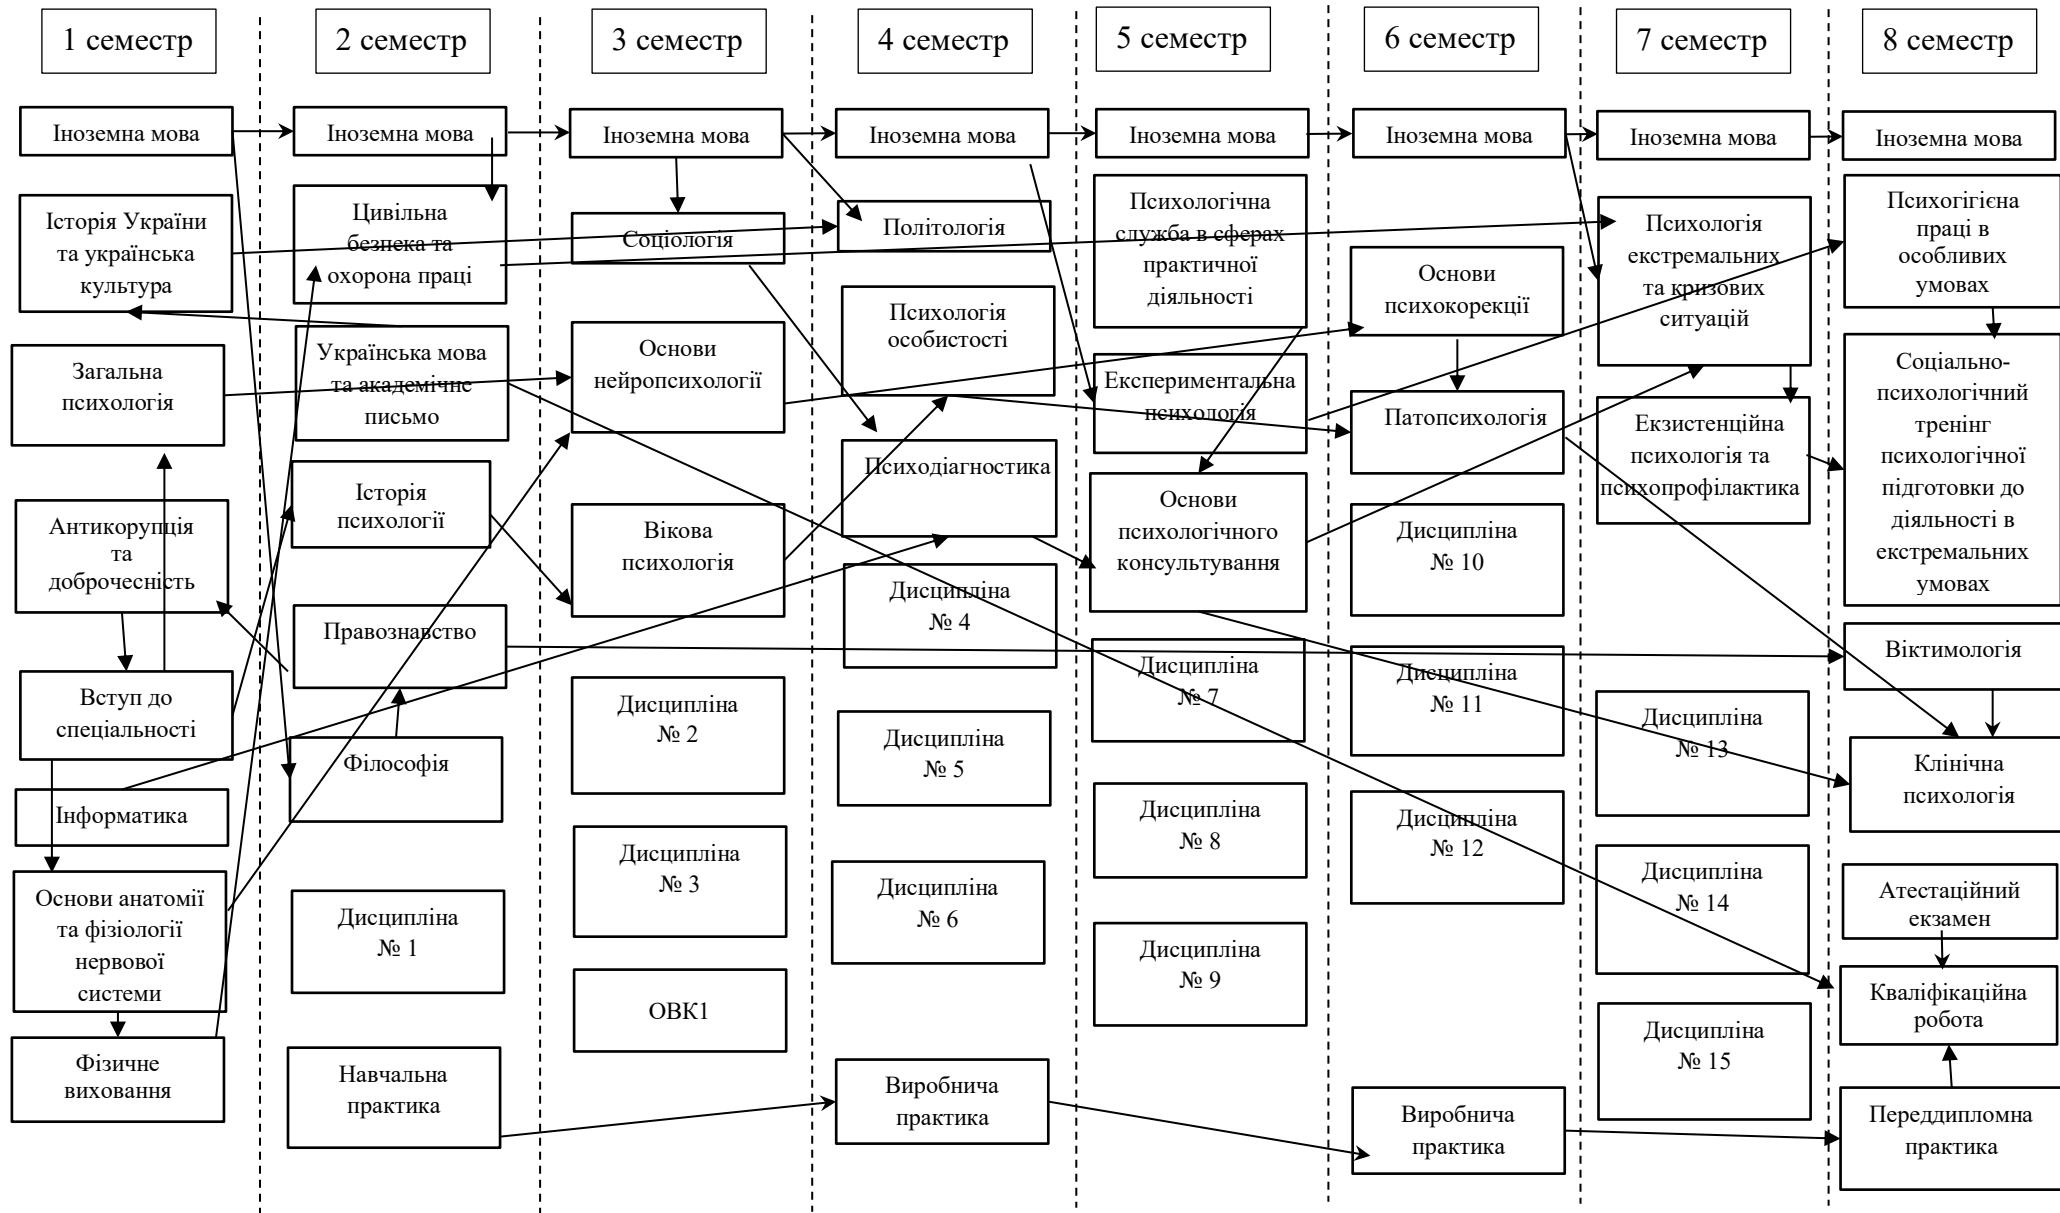 1 семестр
2 семестр
3 семестр
4 семестр
5 семестр
6 семестр
7 семестр
8 семестр
Іноземна мова
Історія України
та українська
культура
Загальна
психологія
Антикорупція
та
доброчесність
Вступ до
спеціальності
Інформатика
Основи анатомії
та фізіології
нервової
системи
Фізичне
виховання
Іноземна мова
Цивільна
безпека та
охорона праці
Українська мова
та академічне
письмо
Історія
психології
Правознавство
Філософія
Дисципліна
№ 1
Навчальна
практика
Іноземна мова
Соціологія
Основи
нейропсихології
Вікова
психологія
Дисципліна
№ 2
Дисципліна
№ 3
ОВК1
Іноземна мова
Політологія
Психологія
особистості
Психодіагностика
Дисципліна
№ 4
Дисципліна
№ 5
Дисципліна
№ 6
Виробнича
практика
Іноземна мова
Психологічна
служба в сферах
практичної
діяльності
Експериментальна
психологія
Основи
психологічного
консультування
Дисципліна
№ 7
Дисципліна
№ 8
Дисципліна
№ 9
Іноземна мова
Основи
психокорекції
Патопсихологія
Дисципліна
№ 10
Дисципліна
№ 11
Дисципліна
№ 12
Виробнича
практика
Іноземна мова
Психологія
екстремальних
та кризових
ситуацій
Екзистенційна
психологія та
психопрофілактика
Дисципліна
№ 13
Дисципліна
№ 14
Дисципліна
№ 15
Іноземна мова
Психогігієна
праці в
особливих
умовах
Соціально-
психологічний
тренінг
психологічної
підготовки до
діяльності в
екстремальних
умовах
Віктимологія
Клінічна
психологія
Атестаційний
екзамен
Кваліфікаційна
робота
Переддипломна
практика